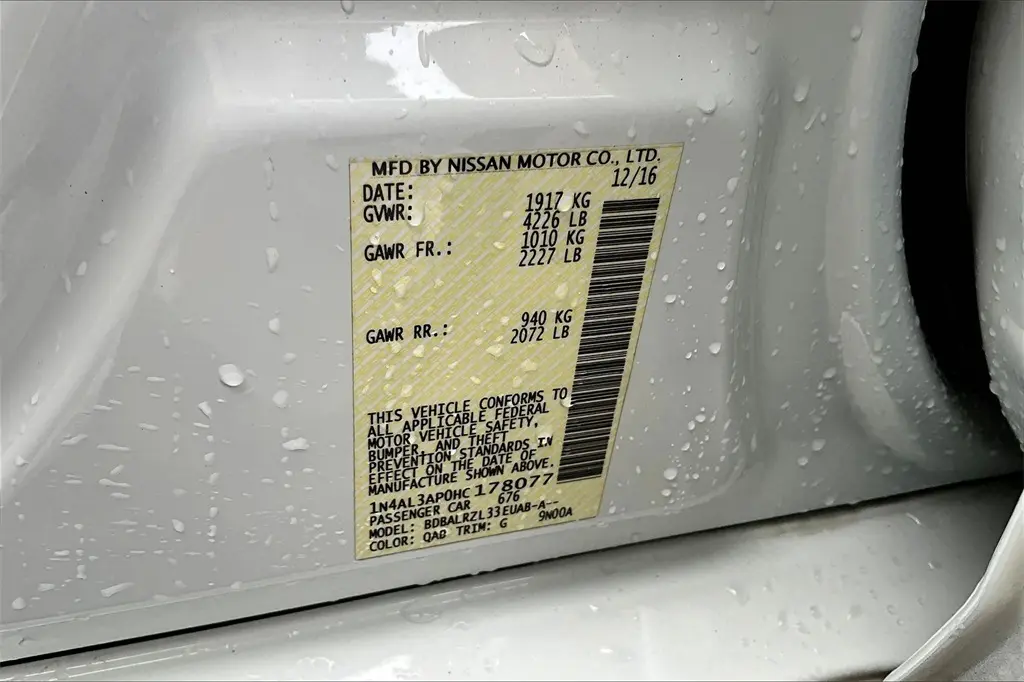 MFD BY NISSAN MOTOR CO., LTD.
DATE: 12/16
GVWR: 1917 KG
4226 LB
GAWR FR.: 1010 KG
2227 LB
GAWR RR.: 940 KG
2072 LB
THIS VEHICLE CONFORMS TO
ALL APPLICABLE FEDERAL
MOTOR VEHICLE SAFETY,
BUMPER, AND THEFT
PREVENTION STANDARDS IN
EFFECT ON THE DATE OF
MANUFACTURE SHOWN ABOVE.
1N4AL3AP0HC178077
PASSENGER CAR 676
MODEL: BDBALRZL33EUAB-A--
COLOR: QAB TRIM: G 9N00A